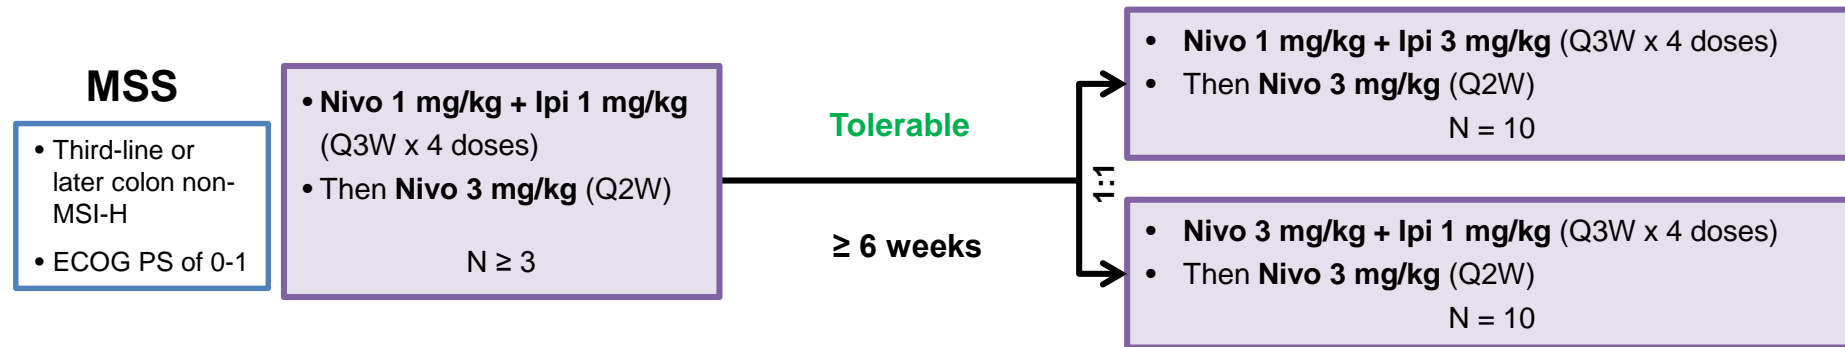 MSS
• Third-line or
later colon non-
MSI-H
• ECOG PS of 0-1
• Nivo 1 mg/kg + Ipi 1 mg/kg
(Q3W x 4 doses)
• Then Nivo 3 mg/kg (Q2W)
N ≥ 3
Tolerable
≥ 6 weeks
1:1
• Nivo 1 mg/kg + Ipi 3 mg/kg (Q3W x 4 doses)
• Then Nivo 3 mg/kg (Q2W)
N = 10
• Nivo 3 mg/kg + Ipi 1 mg/kg (Q3W x 4 doses)
• Then Nivo 3 mg/kg (Q2W)
N = 10